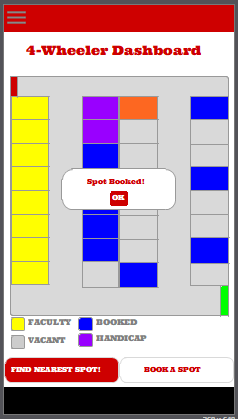 4-Wheeler Dashboard
Spot Booked!
OK
FACULTY
BOOKED
VACANT
HANDICAP
FIND NEAREST SPOT!
BOOK A SPOT